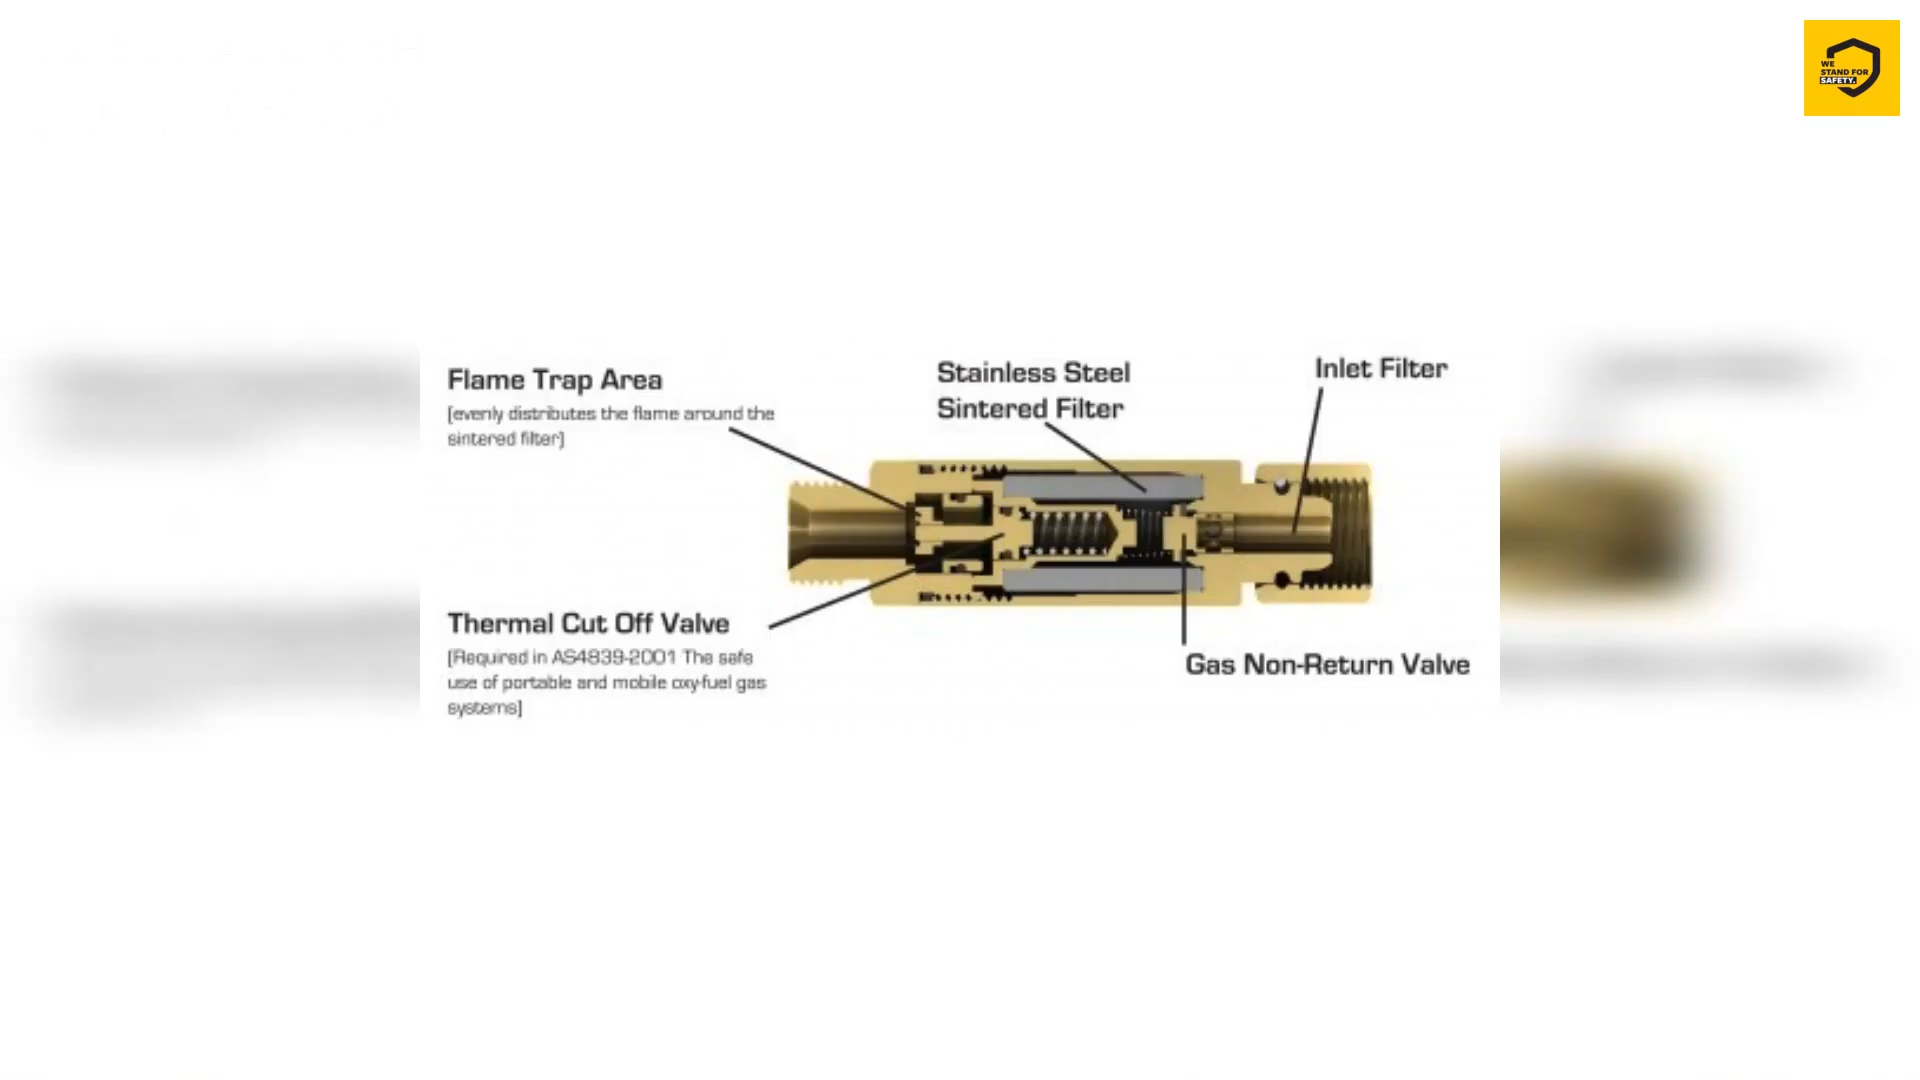 WE
STAND FOR
SAFETY.
Flame Trap Area
[evenly distributes the flame around the
sintered filter]
Stainless Steel
Sintered Filter
Inlet Filter
Thermal Cut Off Valve
[Required in AS4839-2001 The safe
use of portable and mobile oxy-fuel gas
systems]
Gas Non-Return Valve